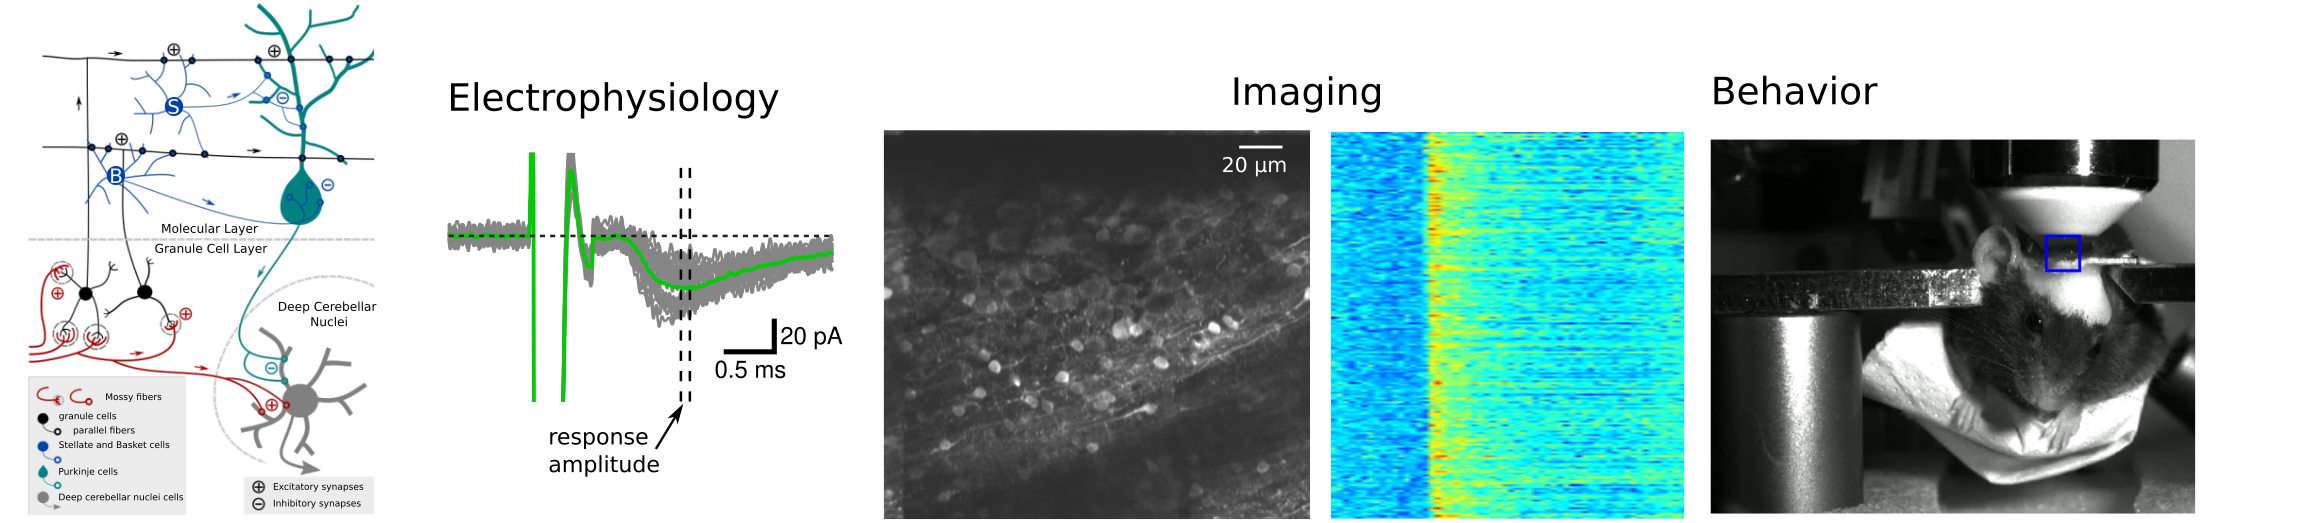 S
B
Molecular Layer
Granule Cell Layer
Deep Cerebellar
Nuclei
Mossy fibers
granule cells
parallel fibers
Stellate and Basket cells
Purkinje cells
Deep cerebellar nuclei cells
Excitatory synapses
Inhibitory synapses
Electrophysiology
20 pA
0.5 ms
response
amplitude
Imaging
20 µm
Behavior